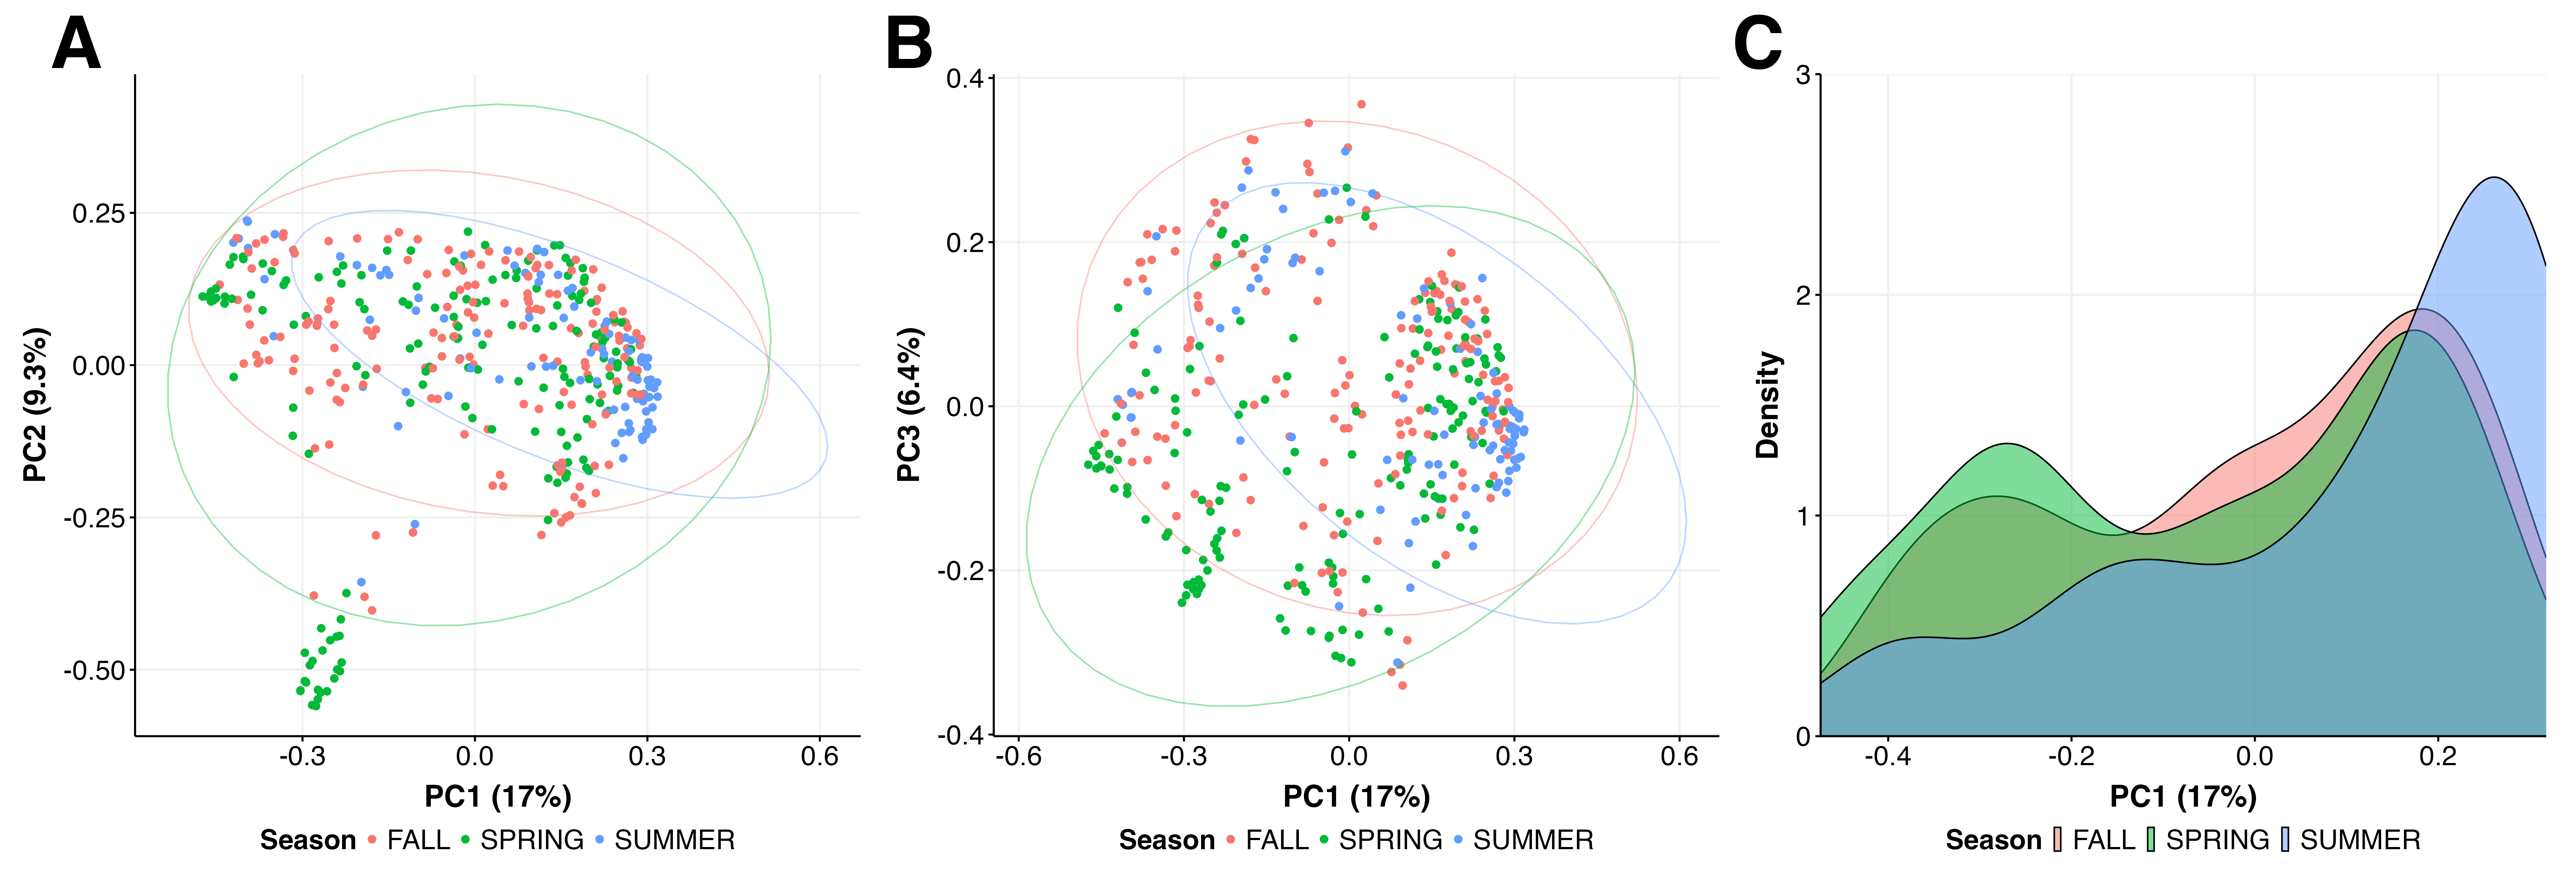 A
PC2 (9.3%)
0.25
0.00
-0.25
-0.50
-0.3 0.0 0.3 0.6
PC1 (17%)
Season FALL SPRING SUMMER
B
PC3 (6.4%)
0.4
0.2
0.0
-0.2
-0.4
-0.6 -0.3 0.0 0.3 0.6
PC1 (17%)
Season FALL SPRING SUMMER
C
Density
3
2
1
0
-0.4 -0.2 0.0 0.2
PC1 (17%)
Season FALL SPRING SUMMER